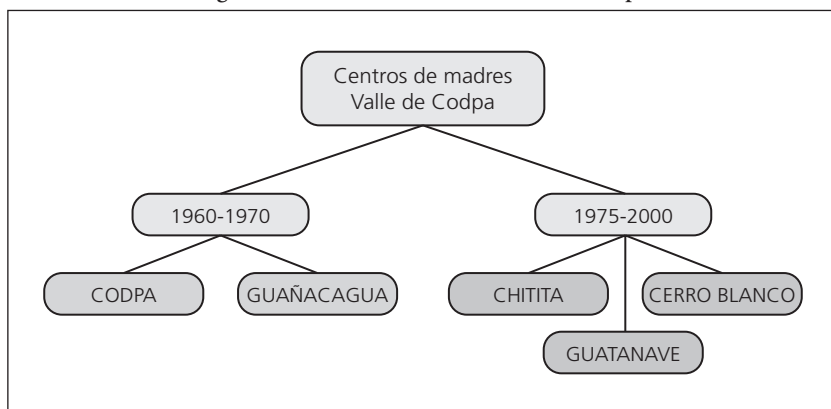 Centros de madres
Valle de Codpa
1960-1970
1975-2000
CODPA
GUAÑACAGUA
CHITITA
CERRO BLANCO
GUATANAVE